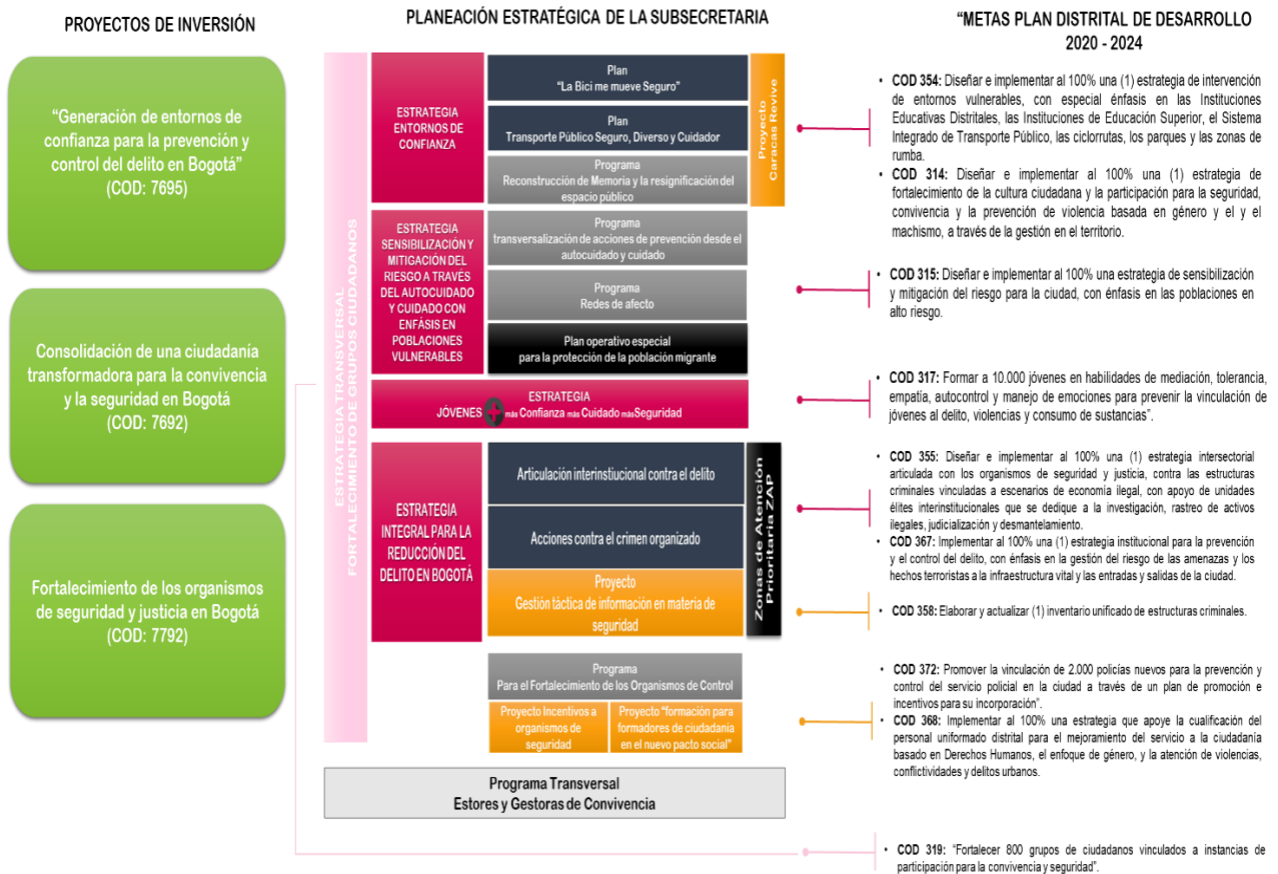 PROYECTOS DE INVERSIÓN
“Generación de entornos de
confianza para la prevención y
control del delito en Bogotá”
(COD: 7695)
Consolidación de una ciudadanía
transformadora para la convivencia
y la seguridad en Bogotá
(COD: 7692)
Fortalecimiento de los organismos
de seguridad y justicia en Bogotá
(COD: 7792)
PLANEACIÓN ESTRATÉGICA DE LA SUBSECRETARIA
ESTRATEGIA TRANSVERSAL
FORTALECIMIENTO DE GRUPOS CIUDADANOS
ESTRATEGIA
ENTORNOS DE
CONFIANZA
Plan
“La Bici me mueve Seguro”
Plan
Transporte Público Seguro, Diverso y Cuidador
Programa
Reconstrucción de Memoria y la resignificación del
espacio público
Proyecto
Caracas Revive
ESTRATEGIA
SENSIBILIZACIÓN Y
MITIGACIÓN DEL
RIESGO A TRAVÉS
DEL AUTOCUIDADO
Y CUIDADO CON
ENFÁSIS EN
POBLACIONES
VULNERABLES
Programa
transversalización de acciones de prevención desde el
autocuidado y cuidado
Programa
Redes de afecto
Plan operativo especial
para la protección de la población migrante
ESTRATEGIA
JÓVENES + más Confianza más Cuidado más Seguridad
ESTRATEGIA
INTEGRAL PARA LA
REDUCCIÓN DEL
DELITO EN BOGOTÁ
Articulación interinstiucional contra el delito
Acciones contra el crimen organizado
Proyecto
Gestión táctica de información en materia de
seguridad
Zonas de Atención
Prioritaria ZAP
Programa
Para el Fortalecimiento de los Organismos de Control
Proyecto Incentivos a
organismos de
seguridad
Proyecto “formación para
formadores de ciudadanía
en el nuevo pacto social”
Programa Transversal
Estores y Gestoras de Convivencia
“METAS PLAN DISTRITAL DE DESARROLLO
2020 - 2024
• COD 354: Diseñar e implementar al 100% una (1) estrategia de intervención
de entornos vulnerables, con especial énfasis en las Instituciones
Educativas Distritales, las Instituciones de Educación Superior, el Sistema
Integrado de Transporte Público, las ciclorrutas, los parques y las zonas de
rumba.
• COD 314: Diseñar e implementar al 100% una (1) estrategia de
fortalecimiento de la cultura ciudadana y la participación para la seguridad,
convivencia y la prevención de violencia basada en género y el y el
machismo, a través de la gestión en el territorio.
• COD 315: Diseñar e implementar al 100% una estrategia de sensibilización
y mitigación del riesgo para la ciudad, con énfasis en las poblaciones en
alto riesgo.
• COD 317: Formar a 10.000 jóvenes en habilidades de mediación, tolerancia,
empatía, autocontrol y manejo de emociones para prevenir la vinculación de
jóvenes al delito, violencias y consumo de sustancias”.
• COD 355: Diseñar e implementar al 100% una (1) estrategia intersectorial
articulada con los organismos de seguridad y justicia, contra las estructuras
criminales vinculadas a escenarios de economía ilegal, con apoyo de unidades
élites interinstitucionales que se dedique a la investigación, rastreo de activos
ilegales, judicialización y desmantelamiento.
• COD 367: Implementar al 100% una (1) estrategia institucional para la prevención
y el control del delito, con énfasis en la gestión del riesgo de las amenazas y los
hechos terroristas a la infraestructura vital y las entradas y salidas de la ciudad.
• COD 358: Elaborar y actualizar (1) inventario unificado de estructuras criminales.
• COD 372: Promover la vinculación de 2.000 policías nuevos para la prevención y
control del servicio policial en la ciudad a través de un plan de promoción e
incentivos para su incorporación”.
• COD 368: Implementar al 100% una estrategia que apoye la cualificación del
personal uniformado distrital para el mejoramiento del servicio a la ciudadanía
basado en Derechos Humanos, el enfoque de género, y la atención de violencias,
conflictividades y delitos urbanos.
• COD 319: “Fortalecer 800 grupos de ciudadanos vinculados a instancias de
participación para la convivencia y seguridad”.